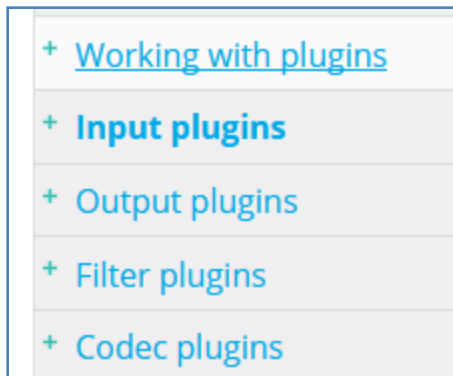 + Working with plugins
+ Input plugins
+ Output plugins
+ Filter plugins
+ Codec plugins